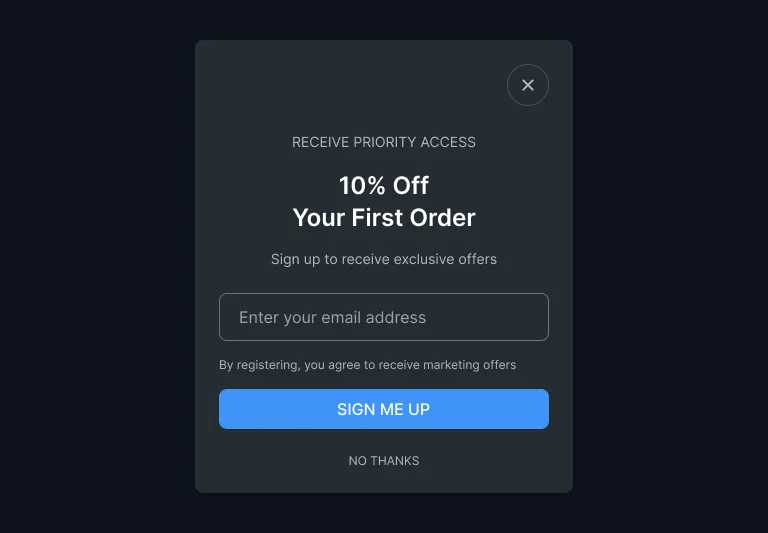 RECEIVE PRIORITY ACCESS
10% Off
Your First Order
Sign up to receive exclusive offers
Enter your email address
By registering, you agree to receive marketing offers
SIGN ME UP
NO THANKS